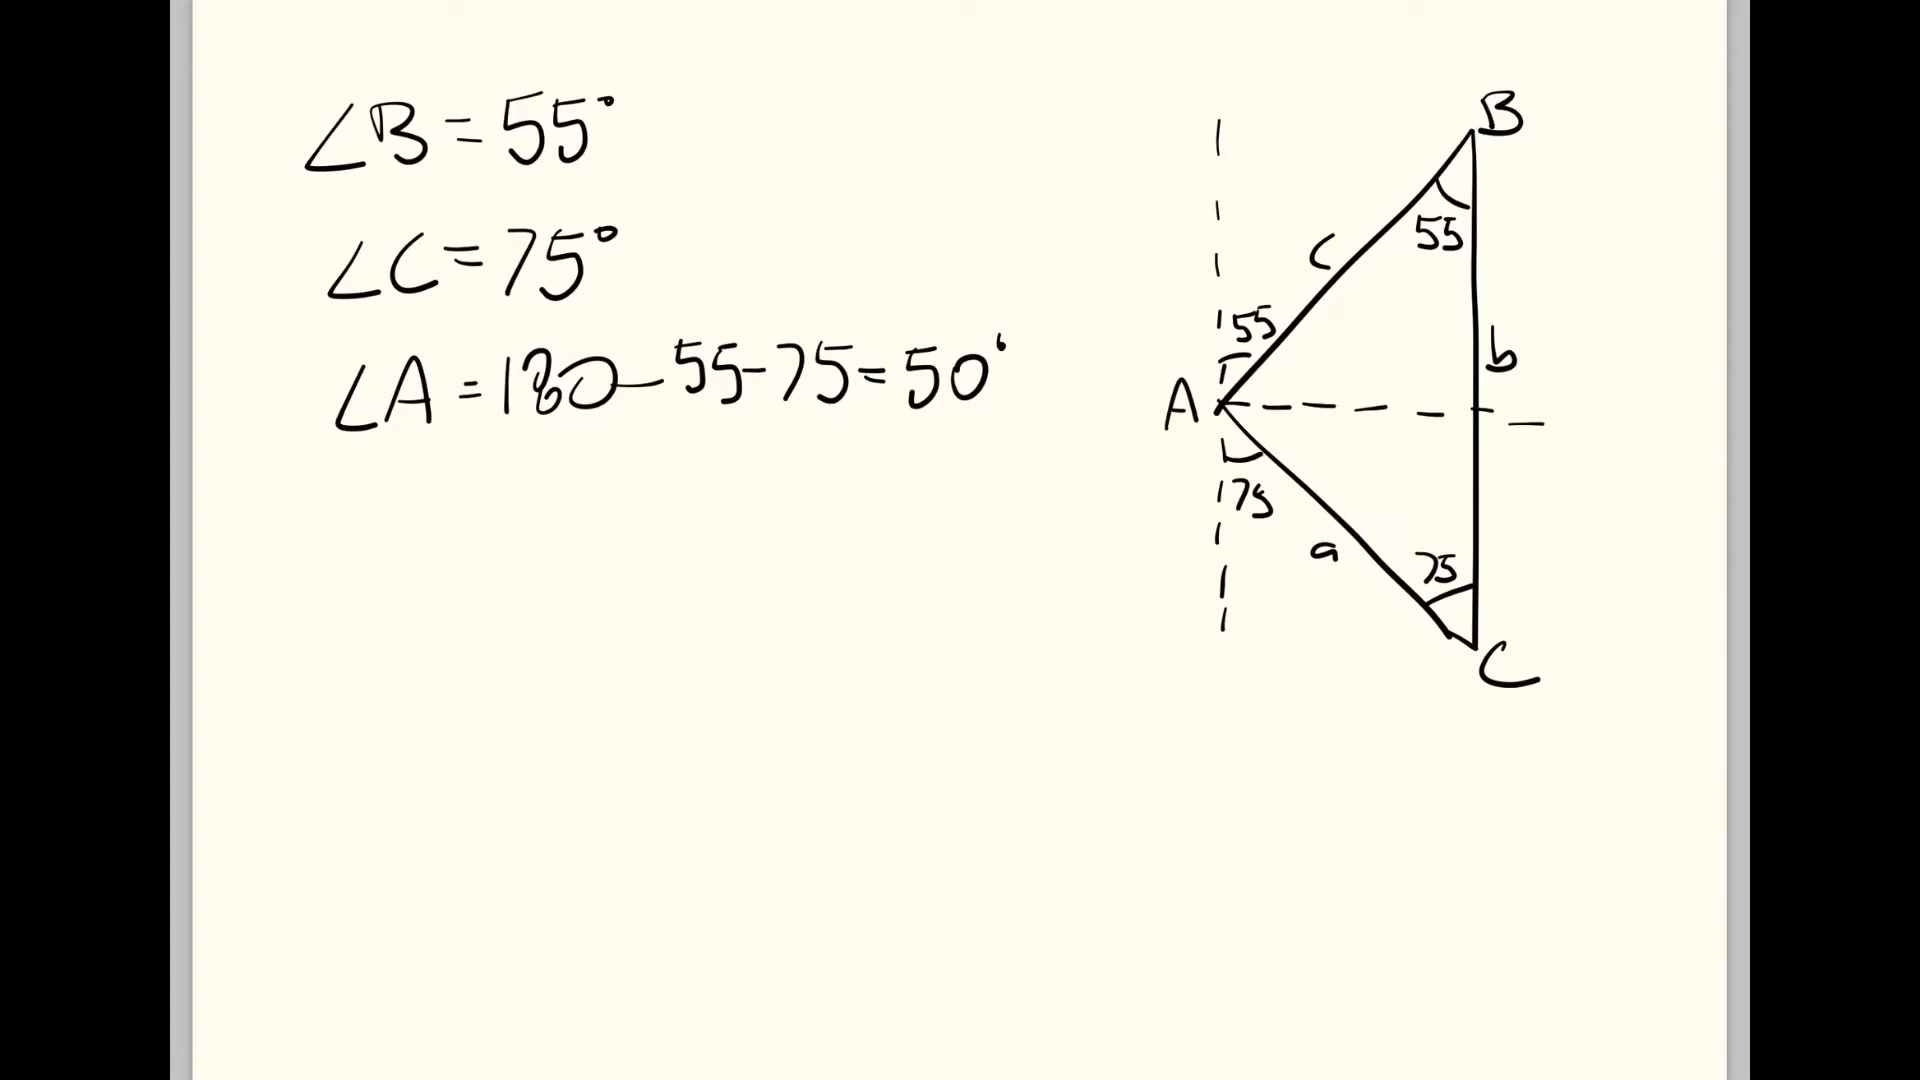 ∠B = 55°
∠C = 75°
∠A = 180 - 55 - 75 = 50°
B
55
c
55
b
A
75
a
75
C